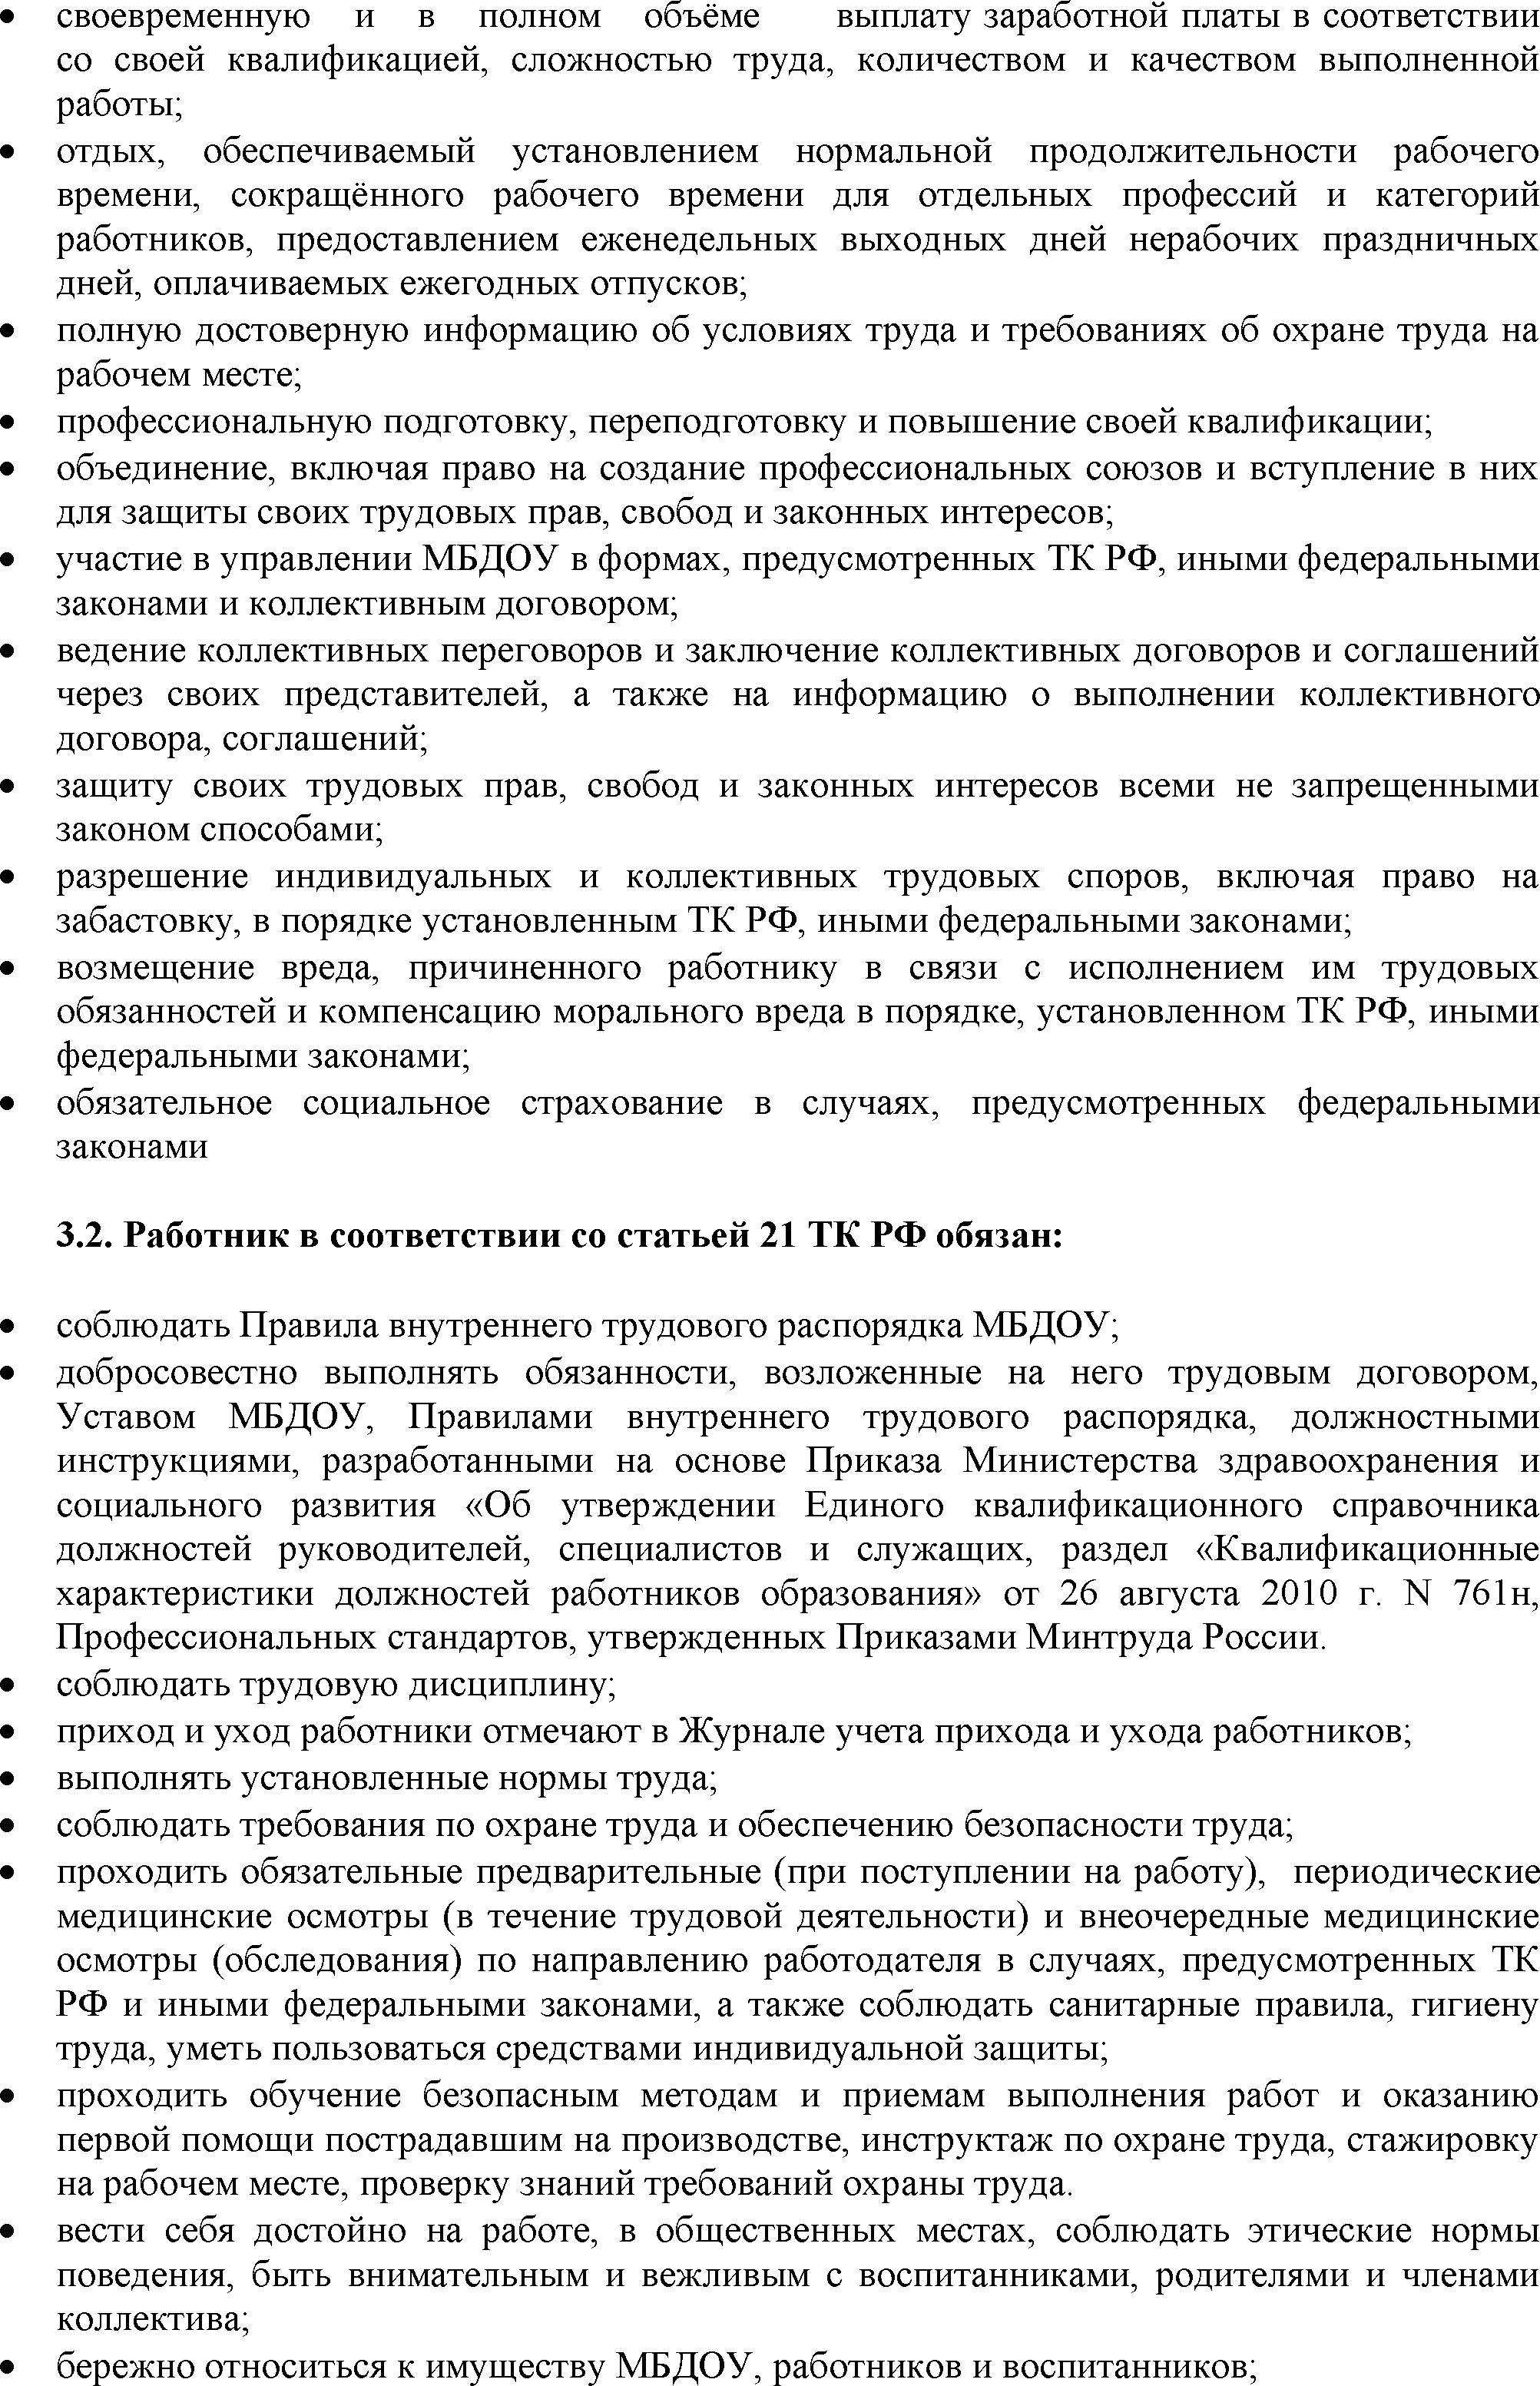 • своевременную и в полном объёме выплату заработной платы в соответствии
со своей квалификацией, сложностью труда, количеством и качеством выполненной
работы;
• отдых, обеспечиваемый установлением нормальной продолжительности рабочего
времени, сокращённого рабочего времени для отдельных профессий и категорий
работников, предоставлением еженедельных выходных дней нерабочих праздничных
дней, оплачиваемых ежегодных отпусков;
• полную достоверную информацию об условиях труда и требованиях об охране труда на
рабочем месте;
• профессиональную подготовку, переподготовку и повышение своей квалификации;
• объединение, включая право на создание профессиональных союзов и вступление в них
для защиты своих трудовых прав, свобод и законных интересов;
• участие в управлении МБДОУ в формах, предусмотренных ТК РФ, иными федеральными
законами и коллективным договором;
• ведение коллективных переговоров и заключение коллективных договоров и соглашений
через своих представителей, а также на информацию о выполнении коллективного
договора, соглашений;
• защиту своих трудовых прав, свобод и законных интересов всеми не запрещенными
законом способами;
• разрешение индивидуальных и коллективных трудовых споров, включая право на
забастовку, в порядке установленным ТК РФ, иными федеральными законами;
• возмещение вреда, причиненного работнику в связи с исполнением им трудовых
обязанностей и компенсацию морального вреда в порядке, установленном ТК РФ, иными
федеральными законами;
• обязательное социальное страхование в случаях, предусмотренных федеральными
законами
3.2. Работник в соответствии со статьей 21 ТК РФ обязан:
• соблюдать Правила внутреннего трудового распорядка МБДОУ;
• добросовестно выполнять обязанности, возложенные на него трудовым договором,
Уставом МБДОУ, Правилами внутреннего трудового распорядка, должностными
инструкциями, разработанными на основе Приказа Министерства здравоохранения и
социального развития «Об утверждении Единого квалификационного справочника
должностей руководителей, специалистов и служащих, раздел «Квалификационные
характеристики должностей работников образования» от 26 августа 2010 г. N 761н,
Профессиональных стандартов, утвержденных Приказами Минтруда России.
• соблюдать трудовую дисциплину;
• приход и уход работники отмечают в Журнале учета прихода и ухода работников;
• выполнять установленные нормы труда;
• соблюдать требования по охране труда и обеспечению безопасности труда;
• проходить обязательные предварительные (при поступлении на работу), периодические
медицинские осмотры (в течение трудовой деятельности) и внеочередные медицинские
осмотры (обследования) по направлению работодателя в случаях, предусмотренных ТК
РФ и иными федеральными законами, а также соблюдать санитарные правила, гигиену
труда, уметь пользоваться средствами индивидуальной защиты;
• проходить обучение безопасным методам и приемам выполнения работ и оказанию
первой помощи пострадавшим на производстве, инструктаж по охране труда, стажировку
на рабочем месте, проверку знаний требований охраны труда.
• вести себя достойно на работе, в общественных местах, соблюдать этические нормы
поведения, быть внимательным и вежливым с воспитанниками, родителями и членами
коллектива;
• бережно относиться к имуществу МБДОУ, работников и воспитанников;